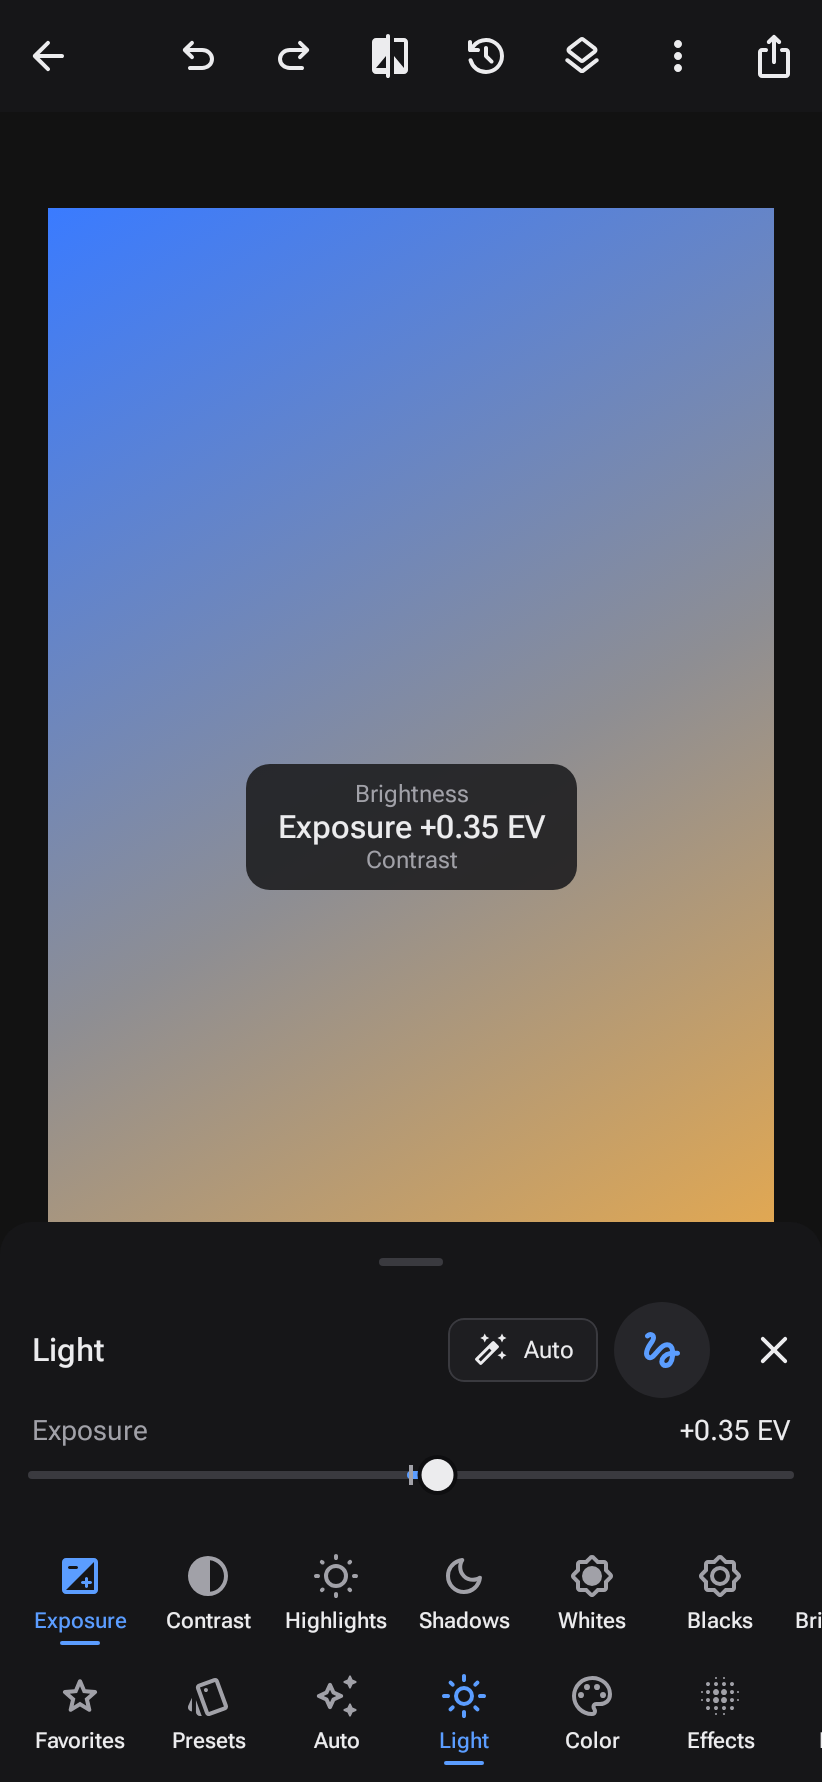 Brightness
Exposure +0.35 EV
Contrast
Light
Auto
Exposure
+0.35 EV
Exposure
Contrast
Highlights
Shadows
Whites
Blacks
Bri
Favorites
Presets
Auto
Light
Color
Effects